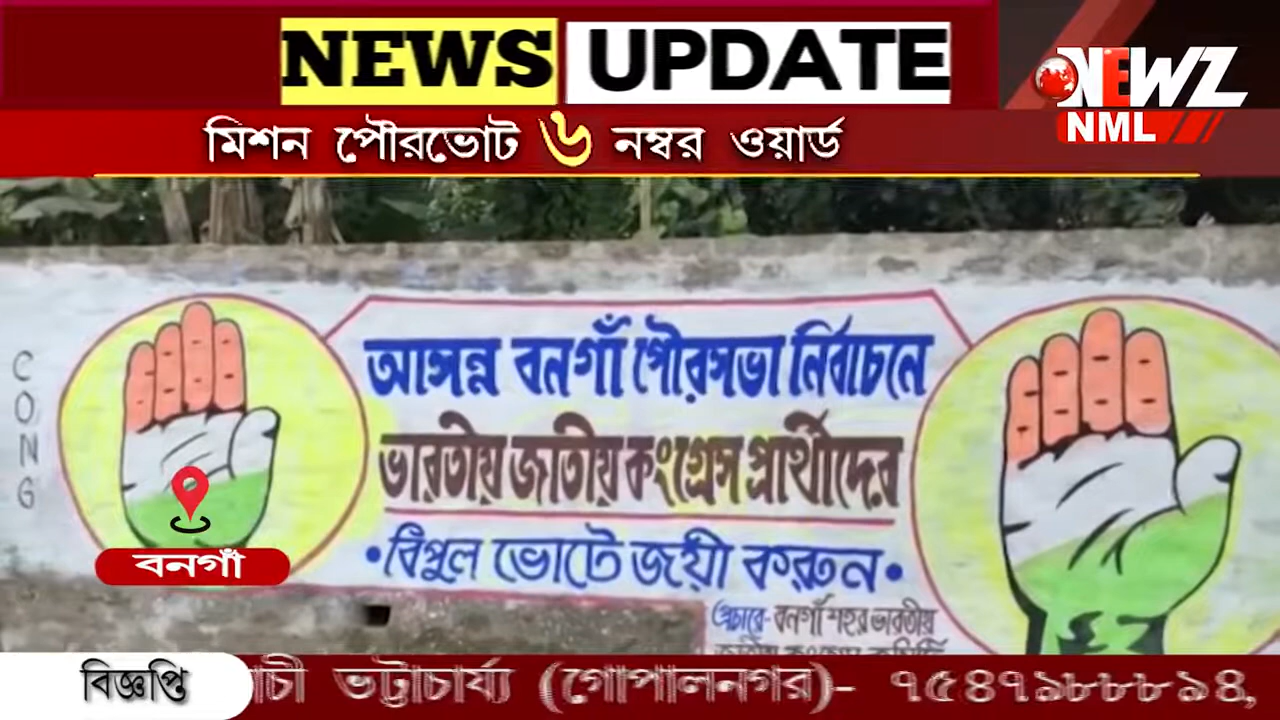 NEWS UPDATE
NEWZ
NML
মিশন পৌরভোট ৬ নম্বর ওয়ার্ড
CONG
আসন্ন বনগাঁ পৌরসভা নির্বাচনে
ভারতীয় জাতীয় কংগ্রেস প্রার্থীদের
•বিপুল ভোটে জয়ী করুন•
প্রচারে- বনগাঁ শহর ভারতীয়
বনগাঁ
বিজ্ঞপ্তি
ভট্টাচার্য্য (গোপালনগর)- ৭৫৪৭৯৮৮৮৯৪,